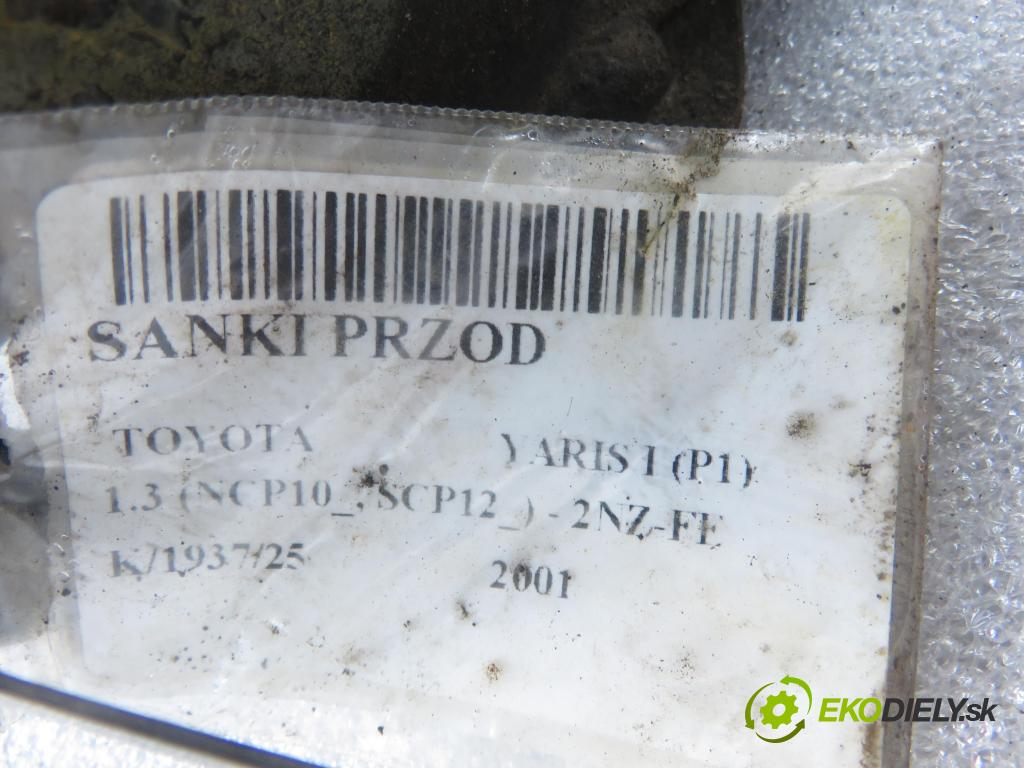 SANKI PRZOD
TOYOTA YARIS I (P1)
1.3 (NCP10_, SCP12_) - 2NZ-FE
K/1937/25 2001
EKODIELY.sk